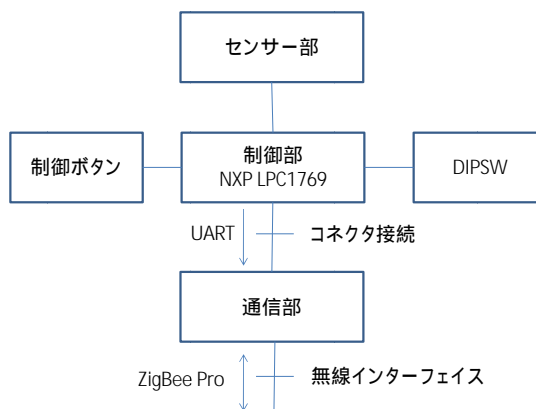 センサー部
制御ボタン
制御部
NXP LPC1769
DIPSW
UART
コネクタ接続
通信部
ZigBee Pro
無線インターフェイス